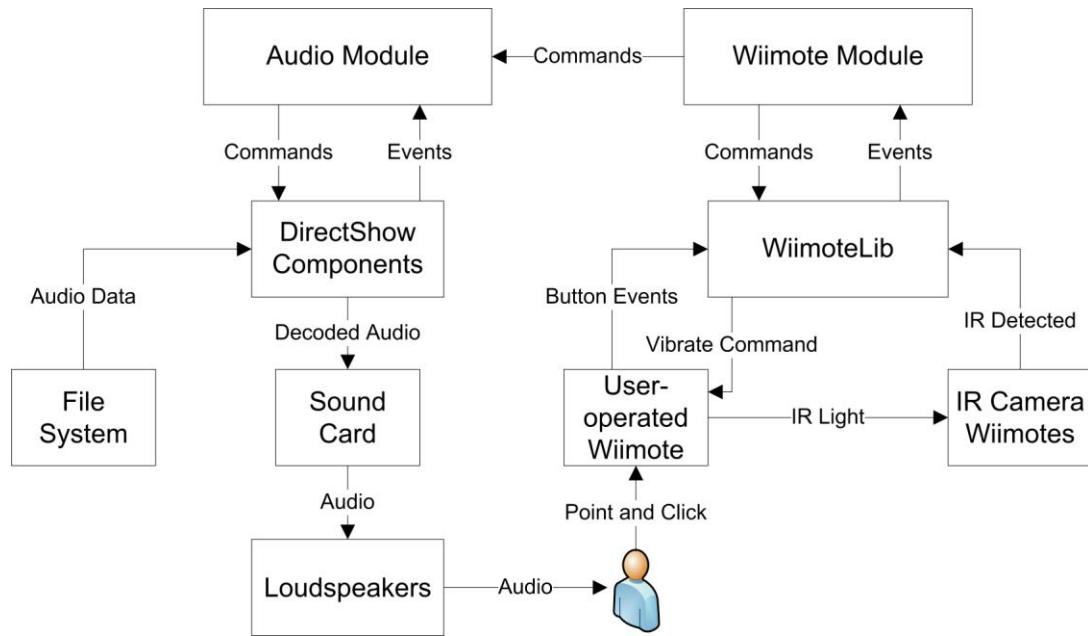 Audio Module
Commands
Wiimote Module
Commands
Events
Commands
Events
DirectShow
Components
WiimoteLib
Audio Data
Button Events
IR Detected
Decoded Audio
Vibrate Command
File
System
Sound
Card
User-
operated
Wiimote
IR Light
IR Camera
Wiimotes
Audio
Point and Click
Loudspeakers
Audio